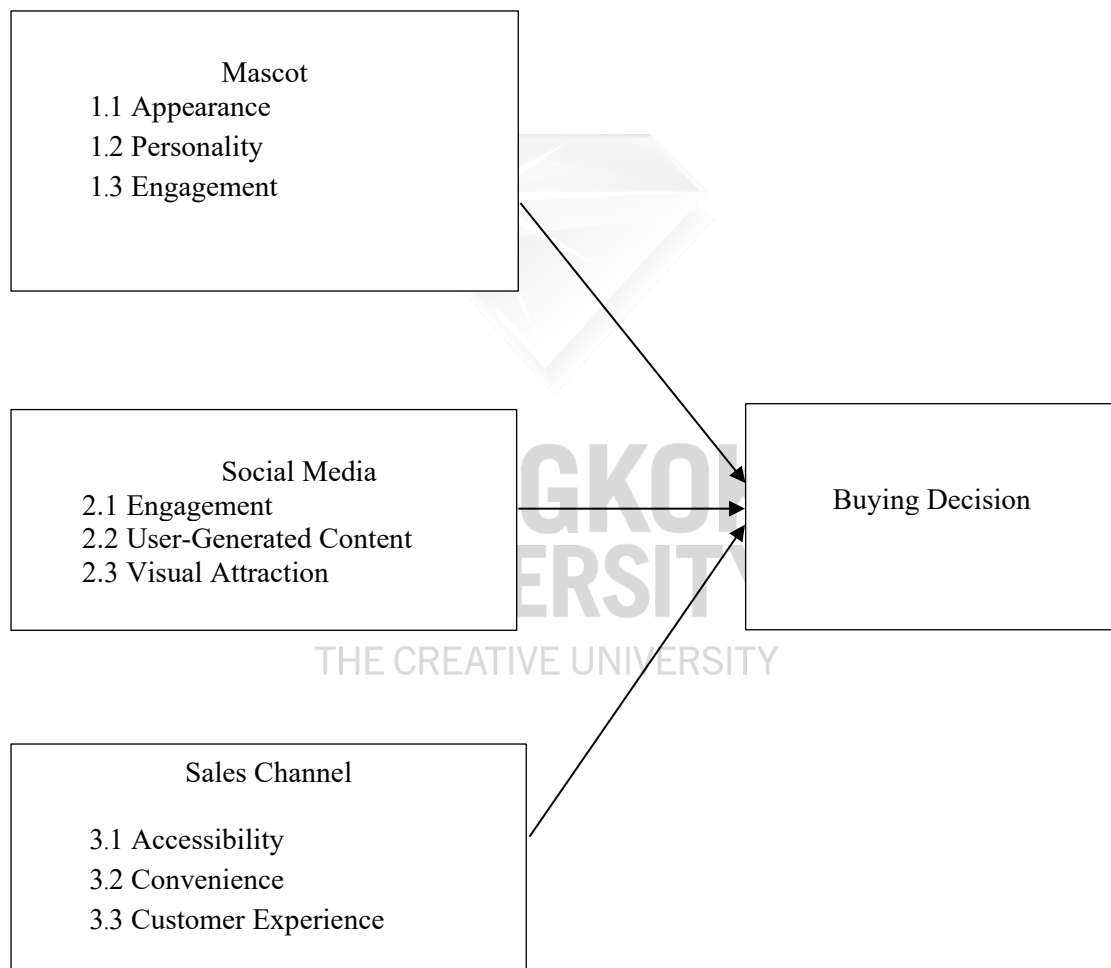 Mascot
1.1 Appearance
1.2 Personality
1.3 Engagement
Social Media
2.1 Engagement
2.2 User-Generated Content
2.3 Visual Attraction
Buying Decision
THE CREATIVE UNIVERSITY
Sales Channel
3.1 Accessibility
3.2 Convenience
3.3 Customer Experience